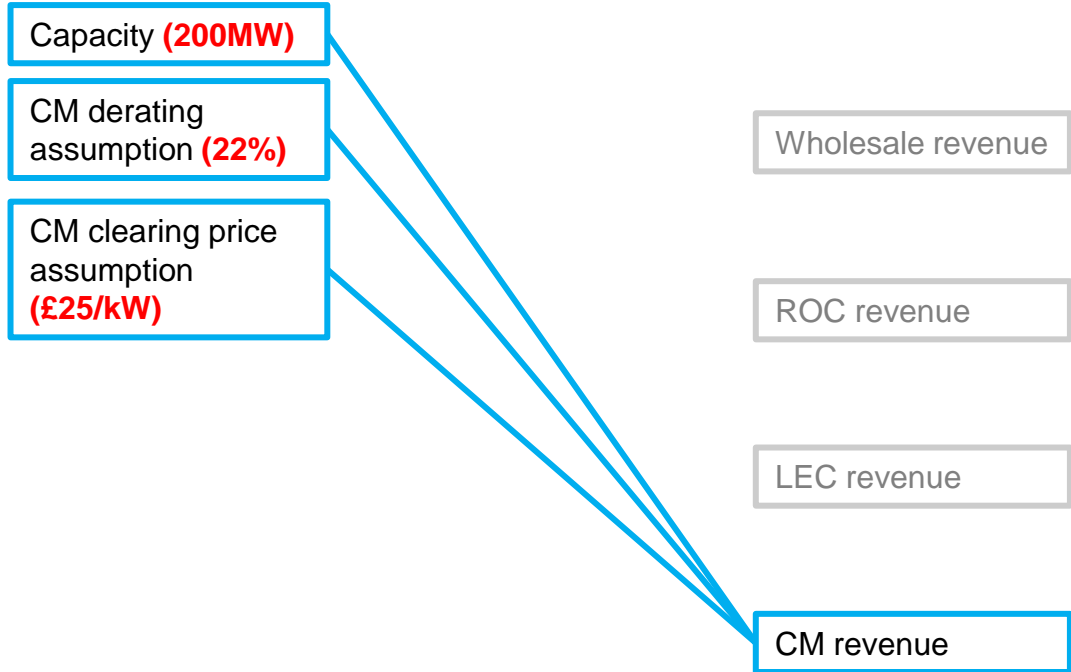 Capacity (200MW)
CM derating
assumption (22%)
CM clearing price
assumption
(£25/kW)
Wholesale revenue
ROC revenue
LEC revenue
CM revenue